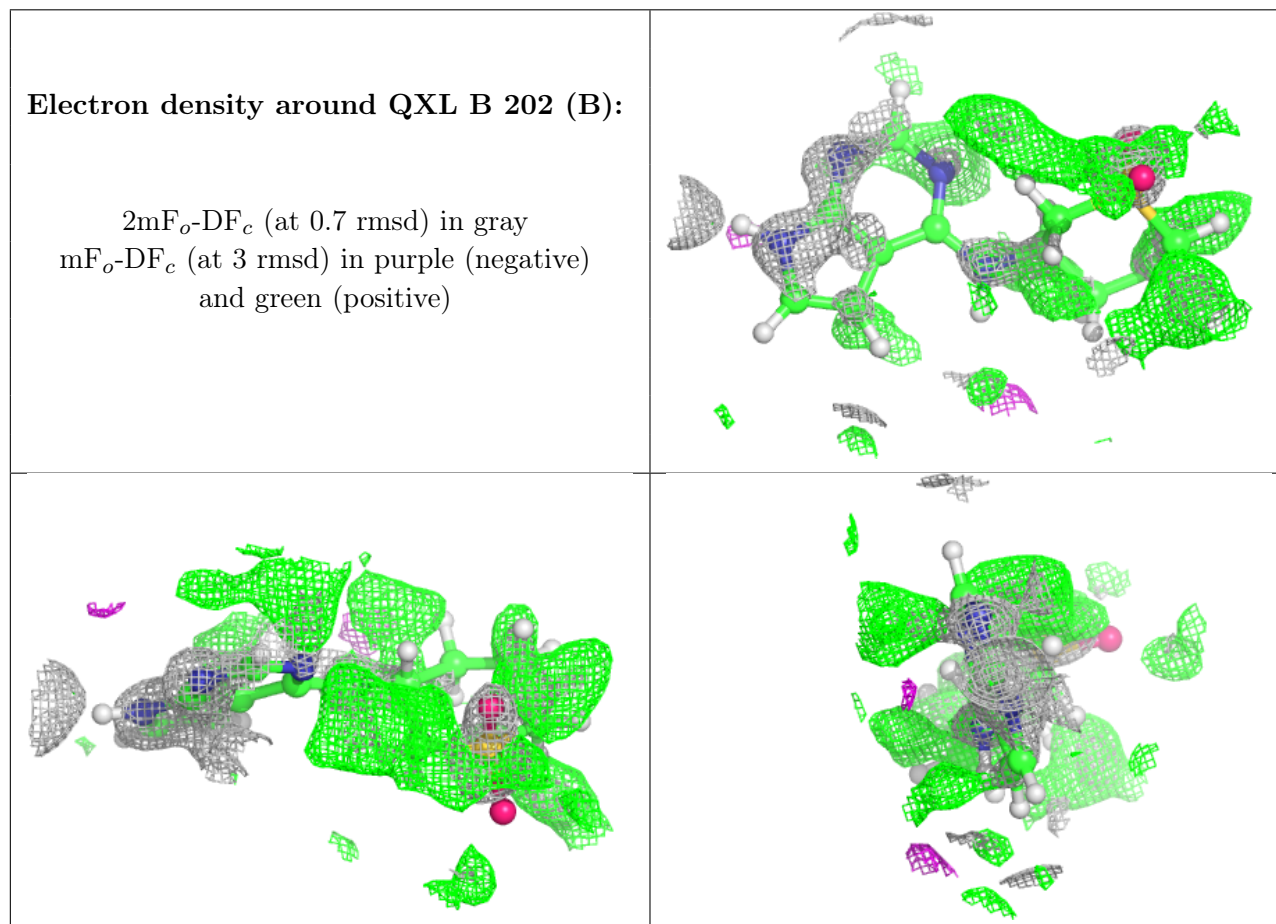 Electron density around QXL B 202 (B):
2mFo-DFc (at 0.7 rmsd) in gray
mFo-DFc (at 3 rmsd) in purple (negative)
and green (positive)